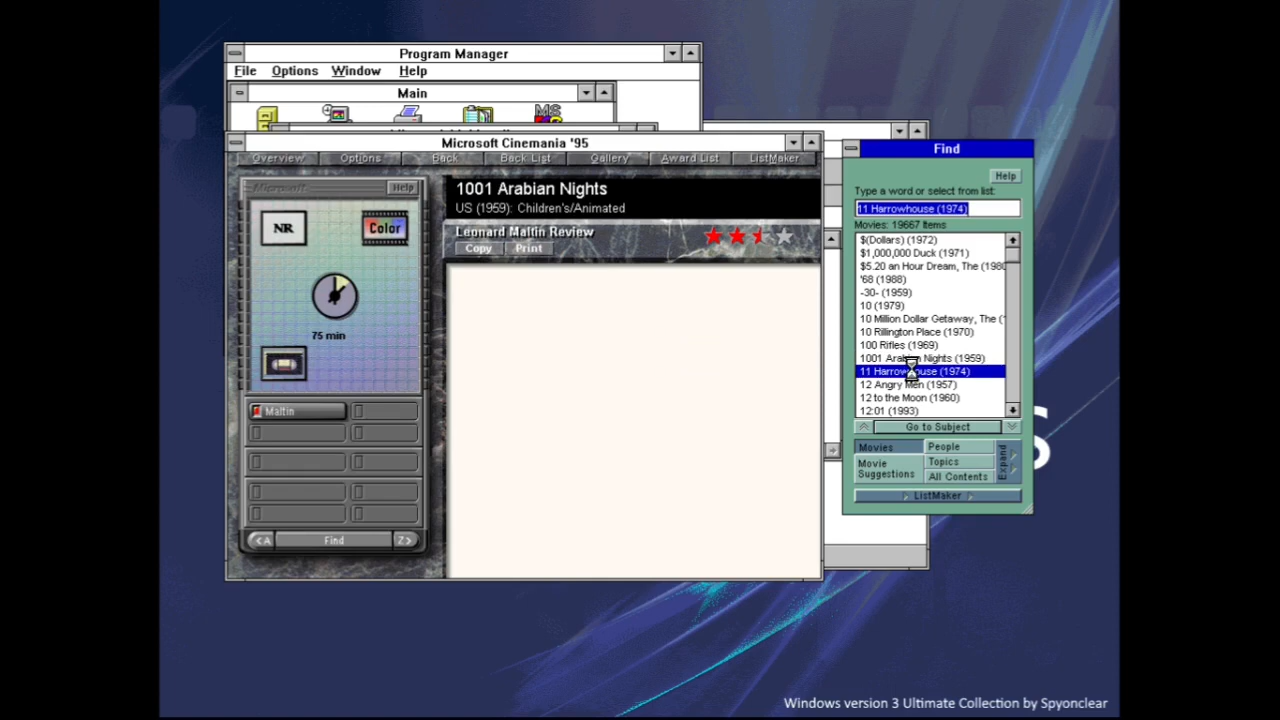 Program Manager
File Options Window Help
Main
MS
Microsoft Cinemania '95
Overview Options Back Back List Gallery Award List ListMaker
Microsoft Help
NR
Color
75 min
Maltin
<A Find Z>
1001 Arabian Nights
US (1959): Children's/Animated
Leonard Maltin Review
Copy Print
Find
Help
Type a word or select from list:
11 Harrowhouse (1974)
Movies: 19667 Items
$(Dollars) (1972)
$1,000,000 Duck (1971)
$5.20 an Hour Dream, The (1980
'68 (1988)
-30- (1959)
10 (1979)
10 Million Dollar Getaway, The (
10 Rillington Place (1970)
100 Rifles (1969)
1001 Arabian Nights (1959)
11 Harrowhouse (1974)
12 Angry Men (1957)
12 to the Moon (1960)
12:01 (1993)
Go to Subject
Movies People
Movie Suggestions Topics
All Contents
Expand
ListMaker
S
Windows version 3 Ultimate Collection by Spyonclear